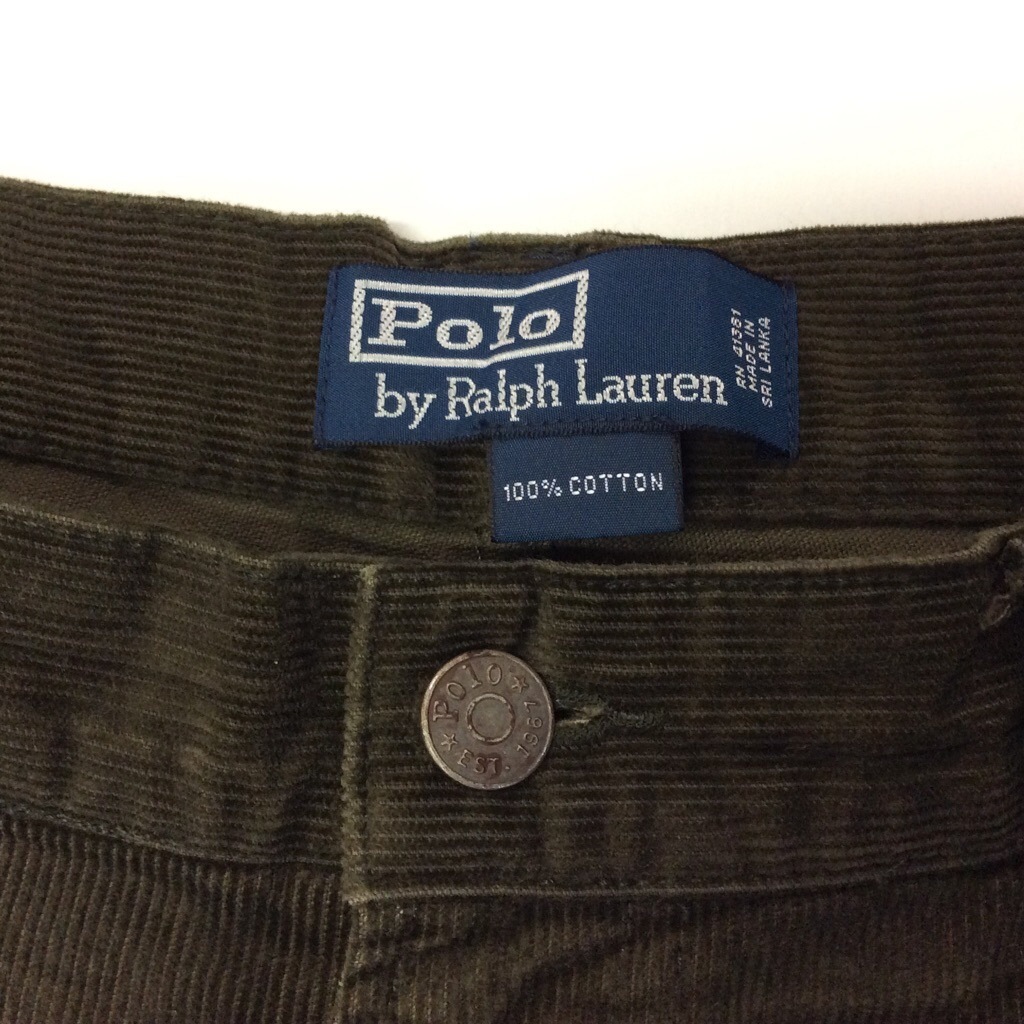 Polo
by Ralph Lauren
RN 41381
MADE IN
SRI LANKA
100% COTTON
POLO
EST. 1967